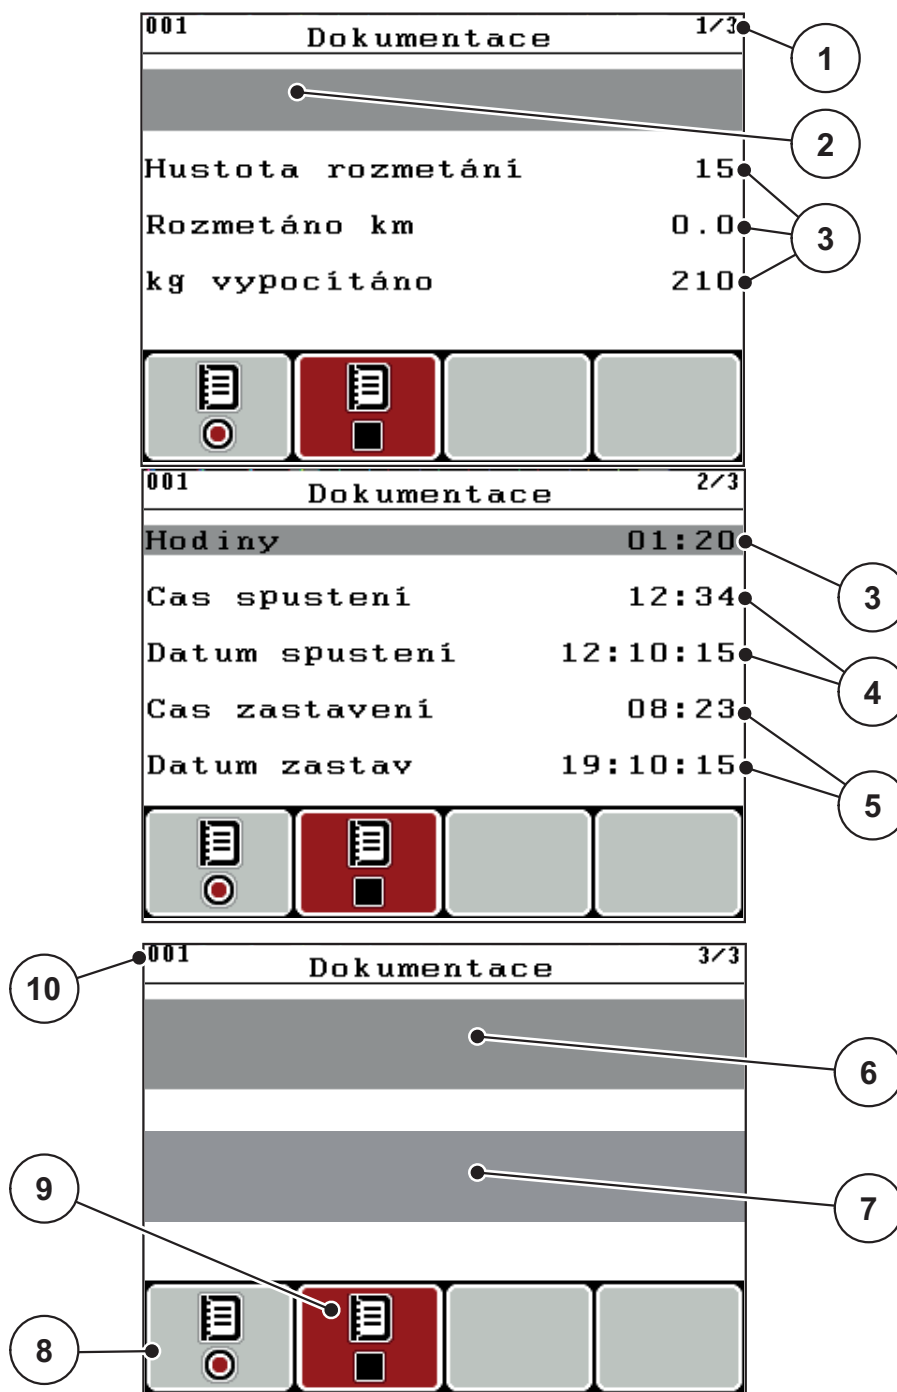 001 Dokumentace 1/3
1
2
Hustota rozmetání 15
Rozmetáno km 0.0
3
kg vypocítáno 210
001 Dokumentace 2/3
Hodiny 01:20
3
Cas spustení 12:34
Datum spustení 12:10:15
4
Cas zastavení 08:23
Datum zastav 19:10:15
5
001 Dokumentace 3/3
10
6
9
7
8